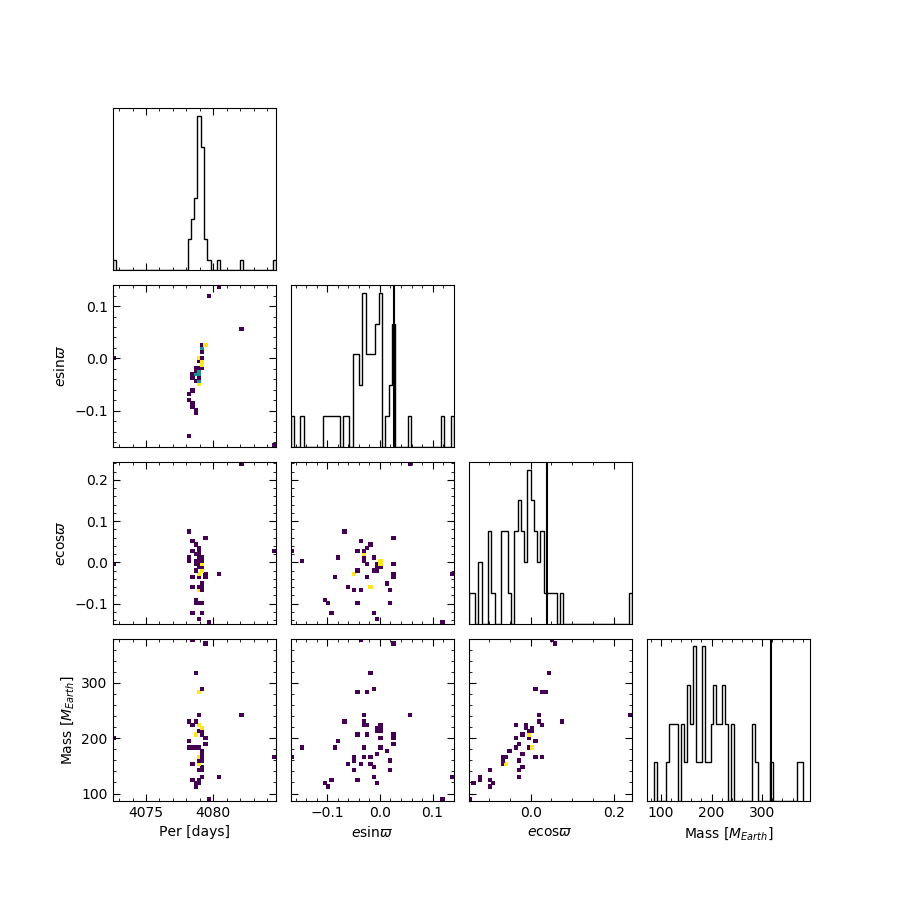 0.1
0.0
−0.1
esinϖ
0.2
0.1
0.0
−0.1
ecosϖ
300
200
100
Mass [M_Earth]
4075 4080
−0.1 0.0 0.1
0.0 0.2
100 200 300
Per [days]
esinϖ
ecosϖ
Mass [M_Earth]